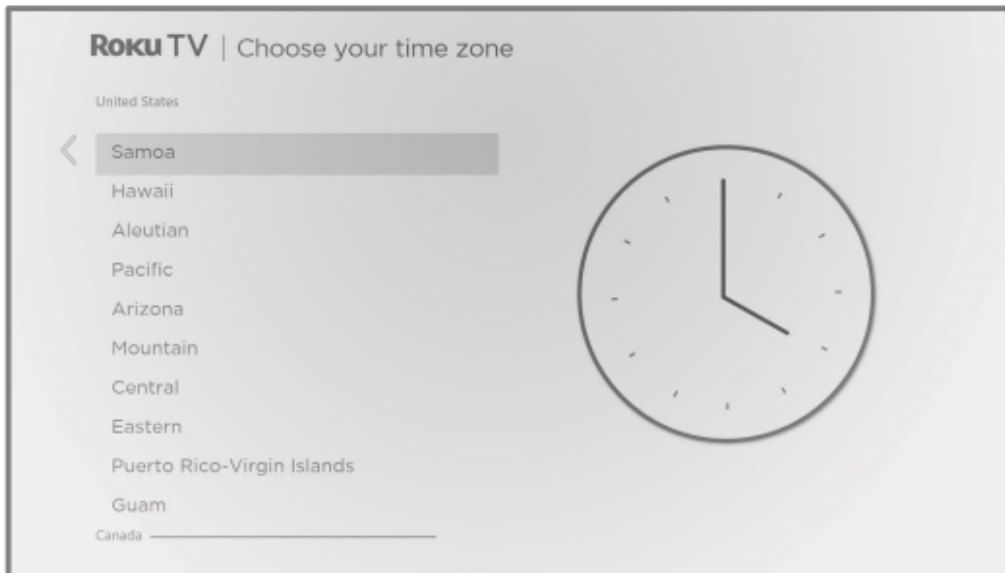 Roku TV | Choose your time zone
United States
Samoa
Hawaii
Aleutian
Pacific
Arizona
Mountain
Central
Eastern
Puerto Rico-Virgin Islands
Guam
Canada